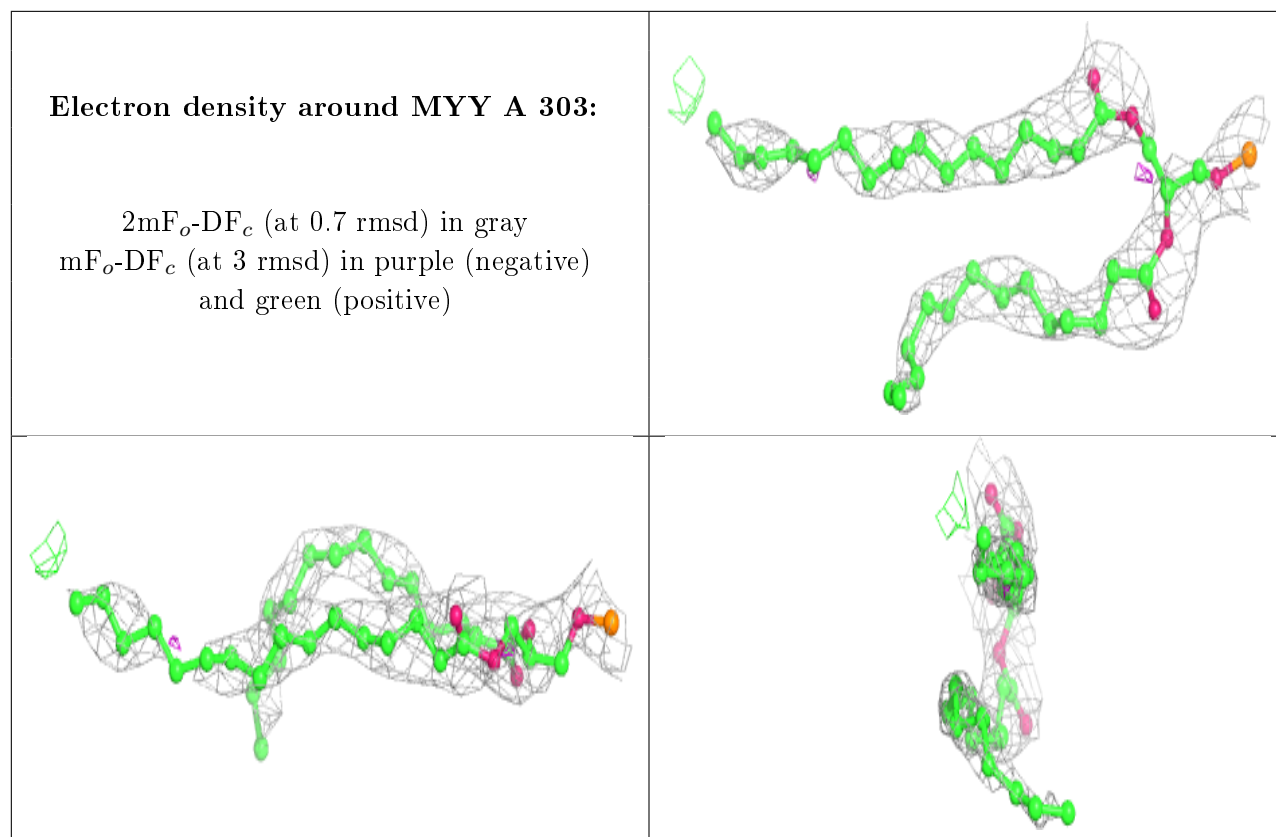 Electron density around MYY A 303:
2mFₒ-DF𝒸 (at 0.7 rmsd) in gray
mFₒ-DF𝒸 (at 3 rmsd) in purple (negative)
and green (positive)